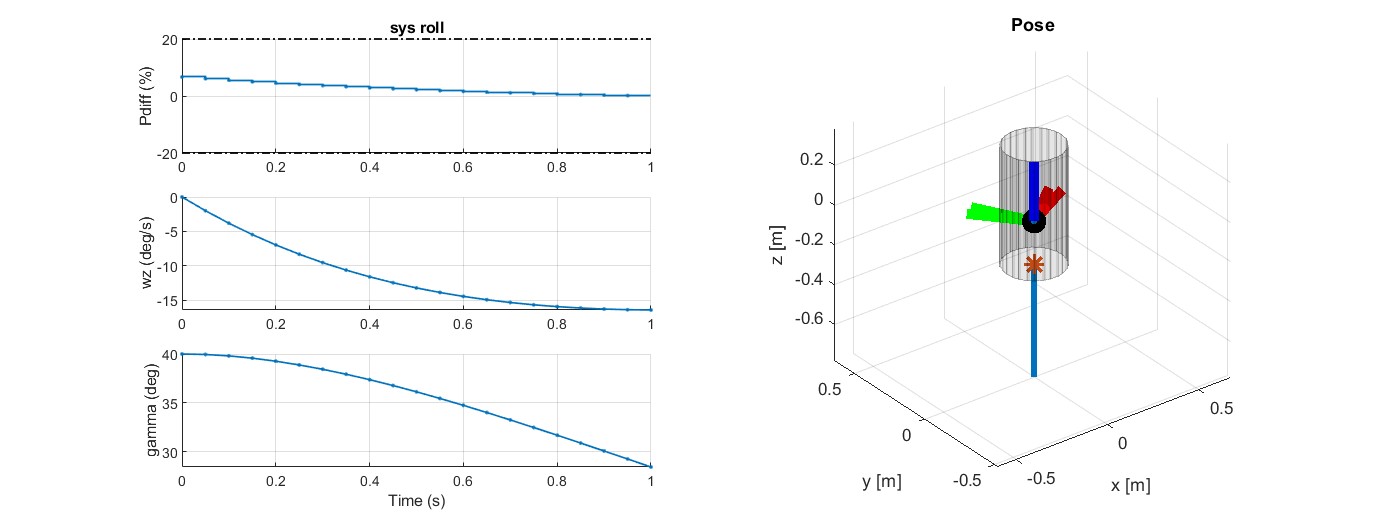 sys roll
20
0
-20
Pdiff (%)
0 0.2 0.4 0.6 0.8 1
0
-5
-10
-15
wz (deg/s)
0 0.2 0.4 0.6 0.8 1
40
35
30
gamma (deg)
0 0.2 0.4 0.6 0.8 1
Time (s)
Pose
0.2
0
-0.2
-0.4
-0.6
z [m]
0.5
0
-0.5
y [m]
-0.5
0
0.5
x [m]